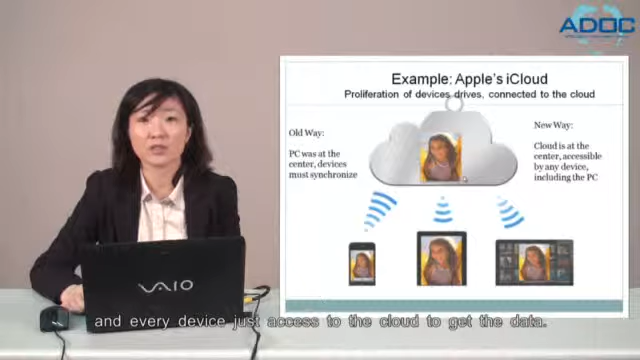 ADOC
Example: Apple's iCloud
Proliferation of devices drives, connected to the cloud
Old Way:
PC was at the
center, devices
must synchronize
New Way:
Cloud is at the
center, accessible
by any device,
including the PC
VAIO
and every device just access to the cloud to get the data.